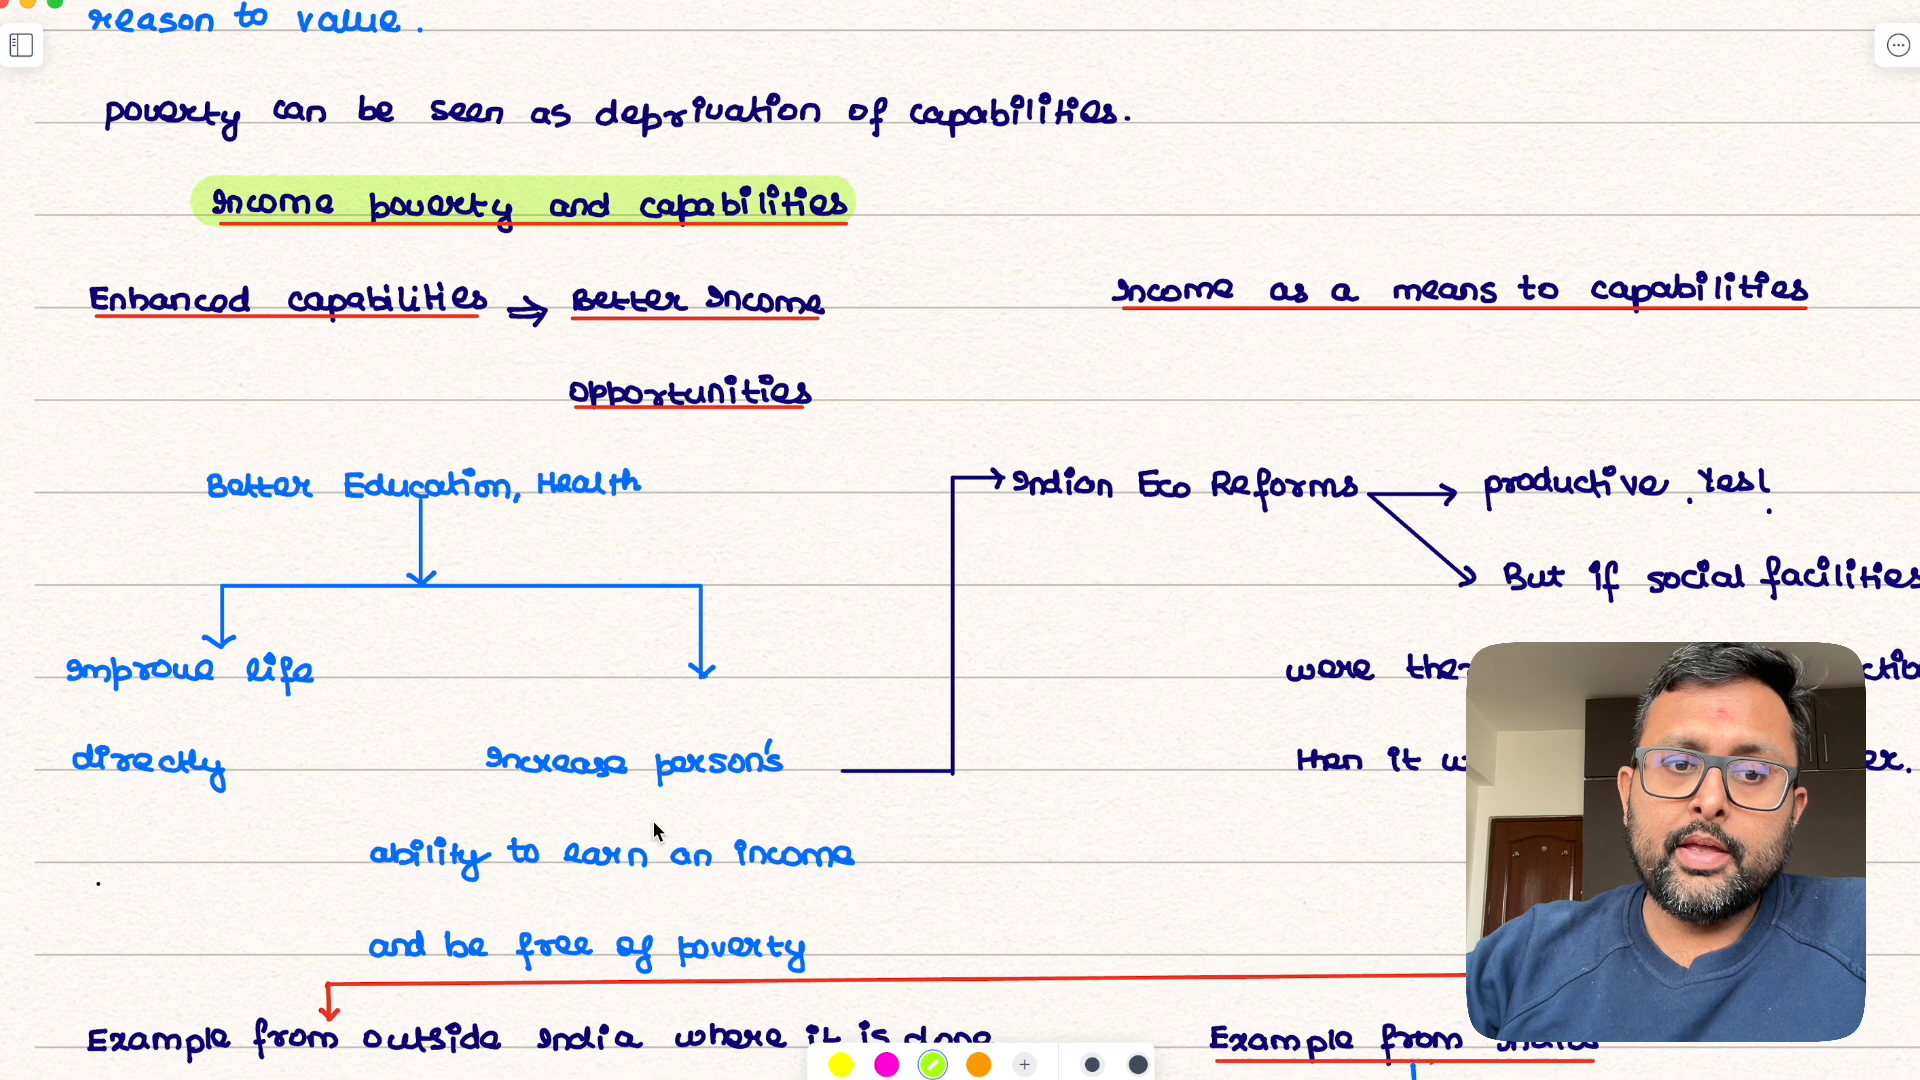 reason to value.
poverty can be seen as deprivation of capabilities.
Income poverty and capabilities
Enhanced capabilities ⇒ Better Income
opportunities
Income as a means to capabilities
Better Education, Health
Improve life
directly
Increase person's
ability to earn an income
and be free of poverty
Indian Eco Reforms → productive. Yes!
But if social facilities
were
then it
Example from outside India where it is done
Example from India